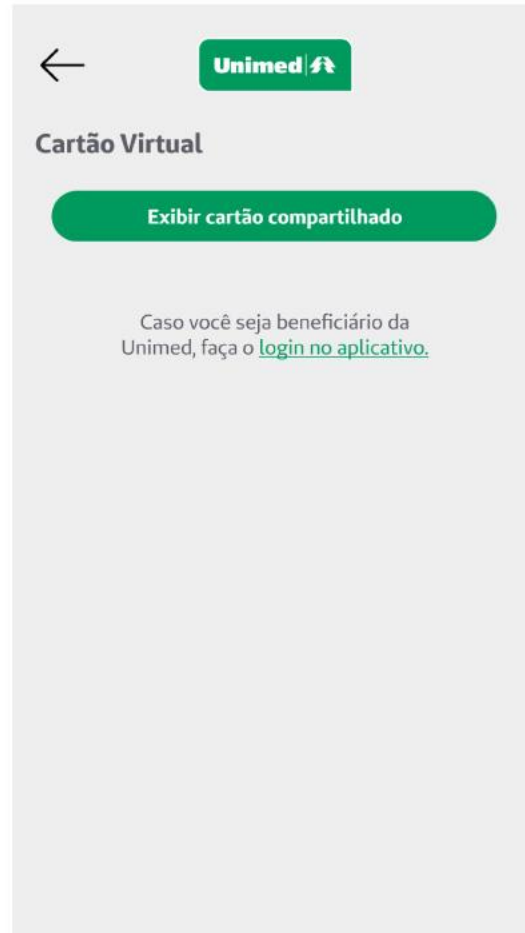 Unimed
Cartão Virtual
Exibir cartão compartilhado
Caso você seja beneficiário da
Unimed, faça o login no aplicativo.